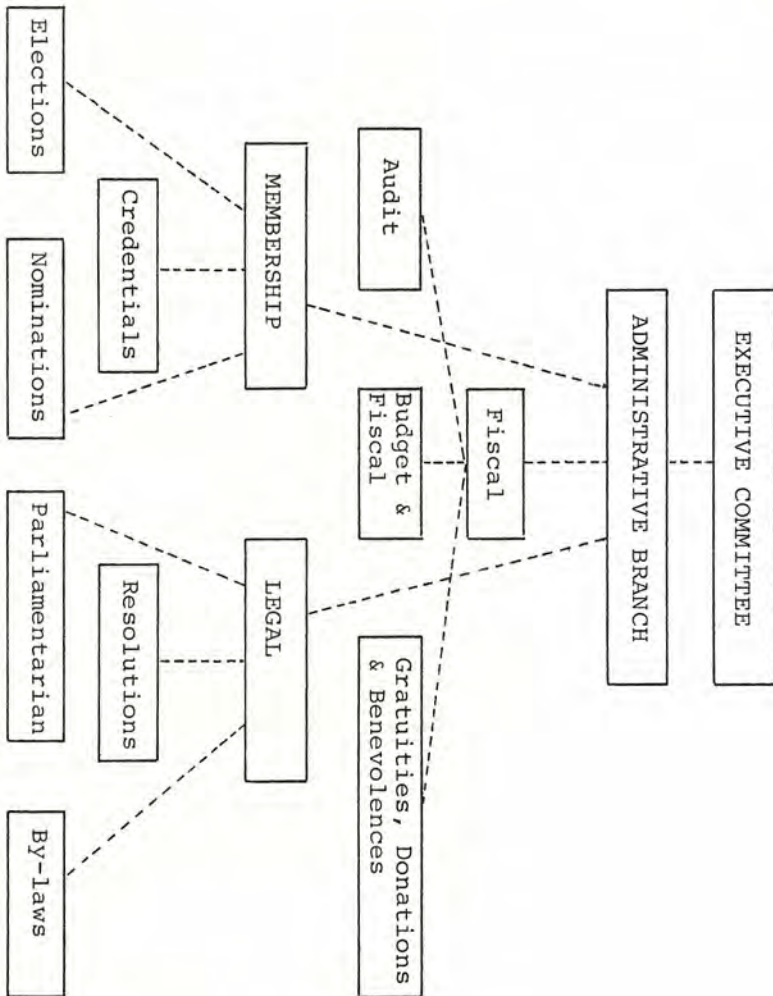 EXECUTIVE COMMITTEE
ADMINISTRATIVE BRANCH
Fiscal
Audit
Budget &
Fiscal
Gratuities, Donations
& Benevolences
MEMBERSHIP
LEGAL
Credentials
Resolutions
Elections
Nominations
Parliamentarian
By-laws